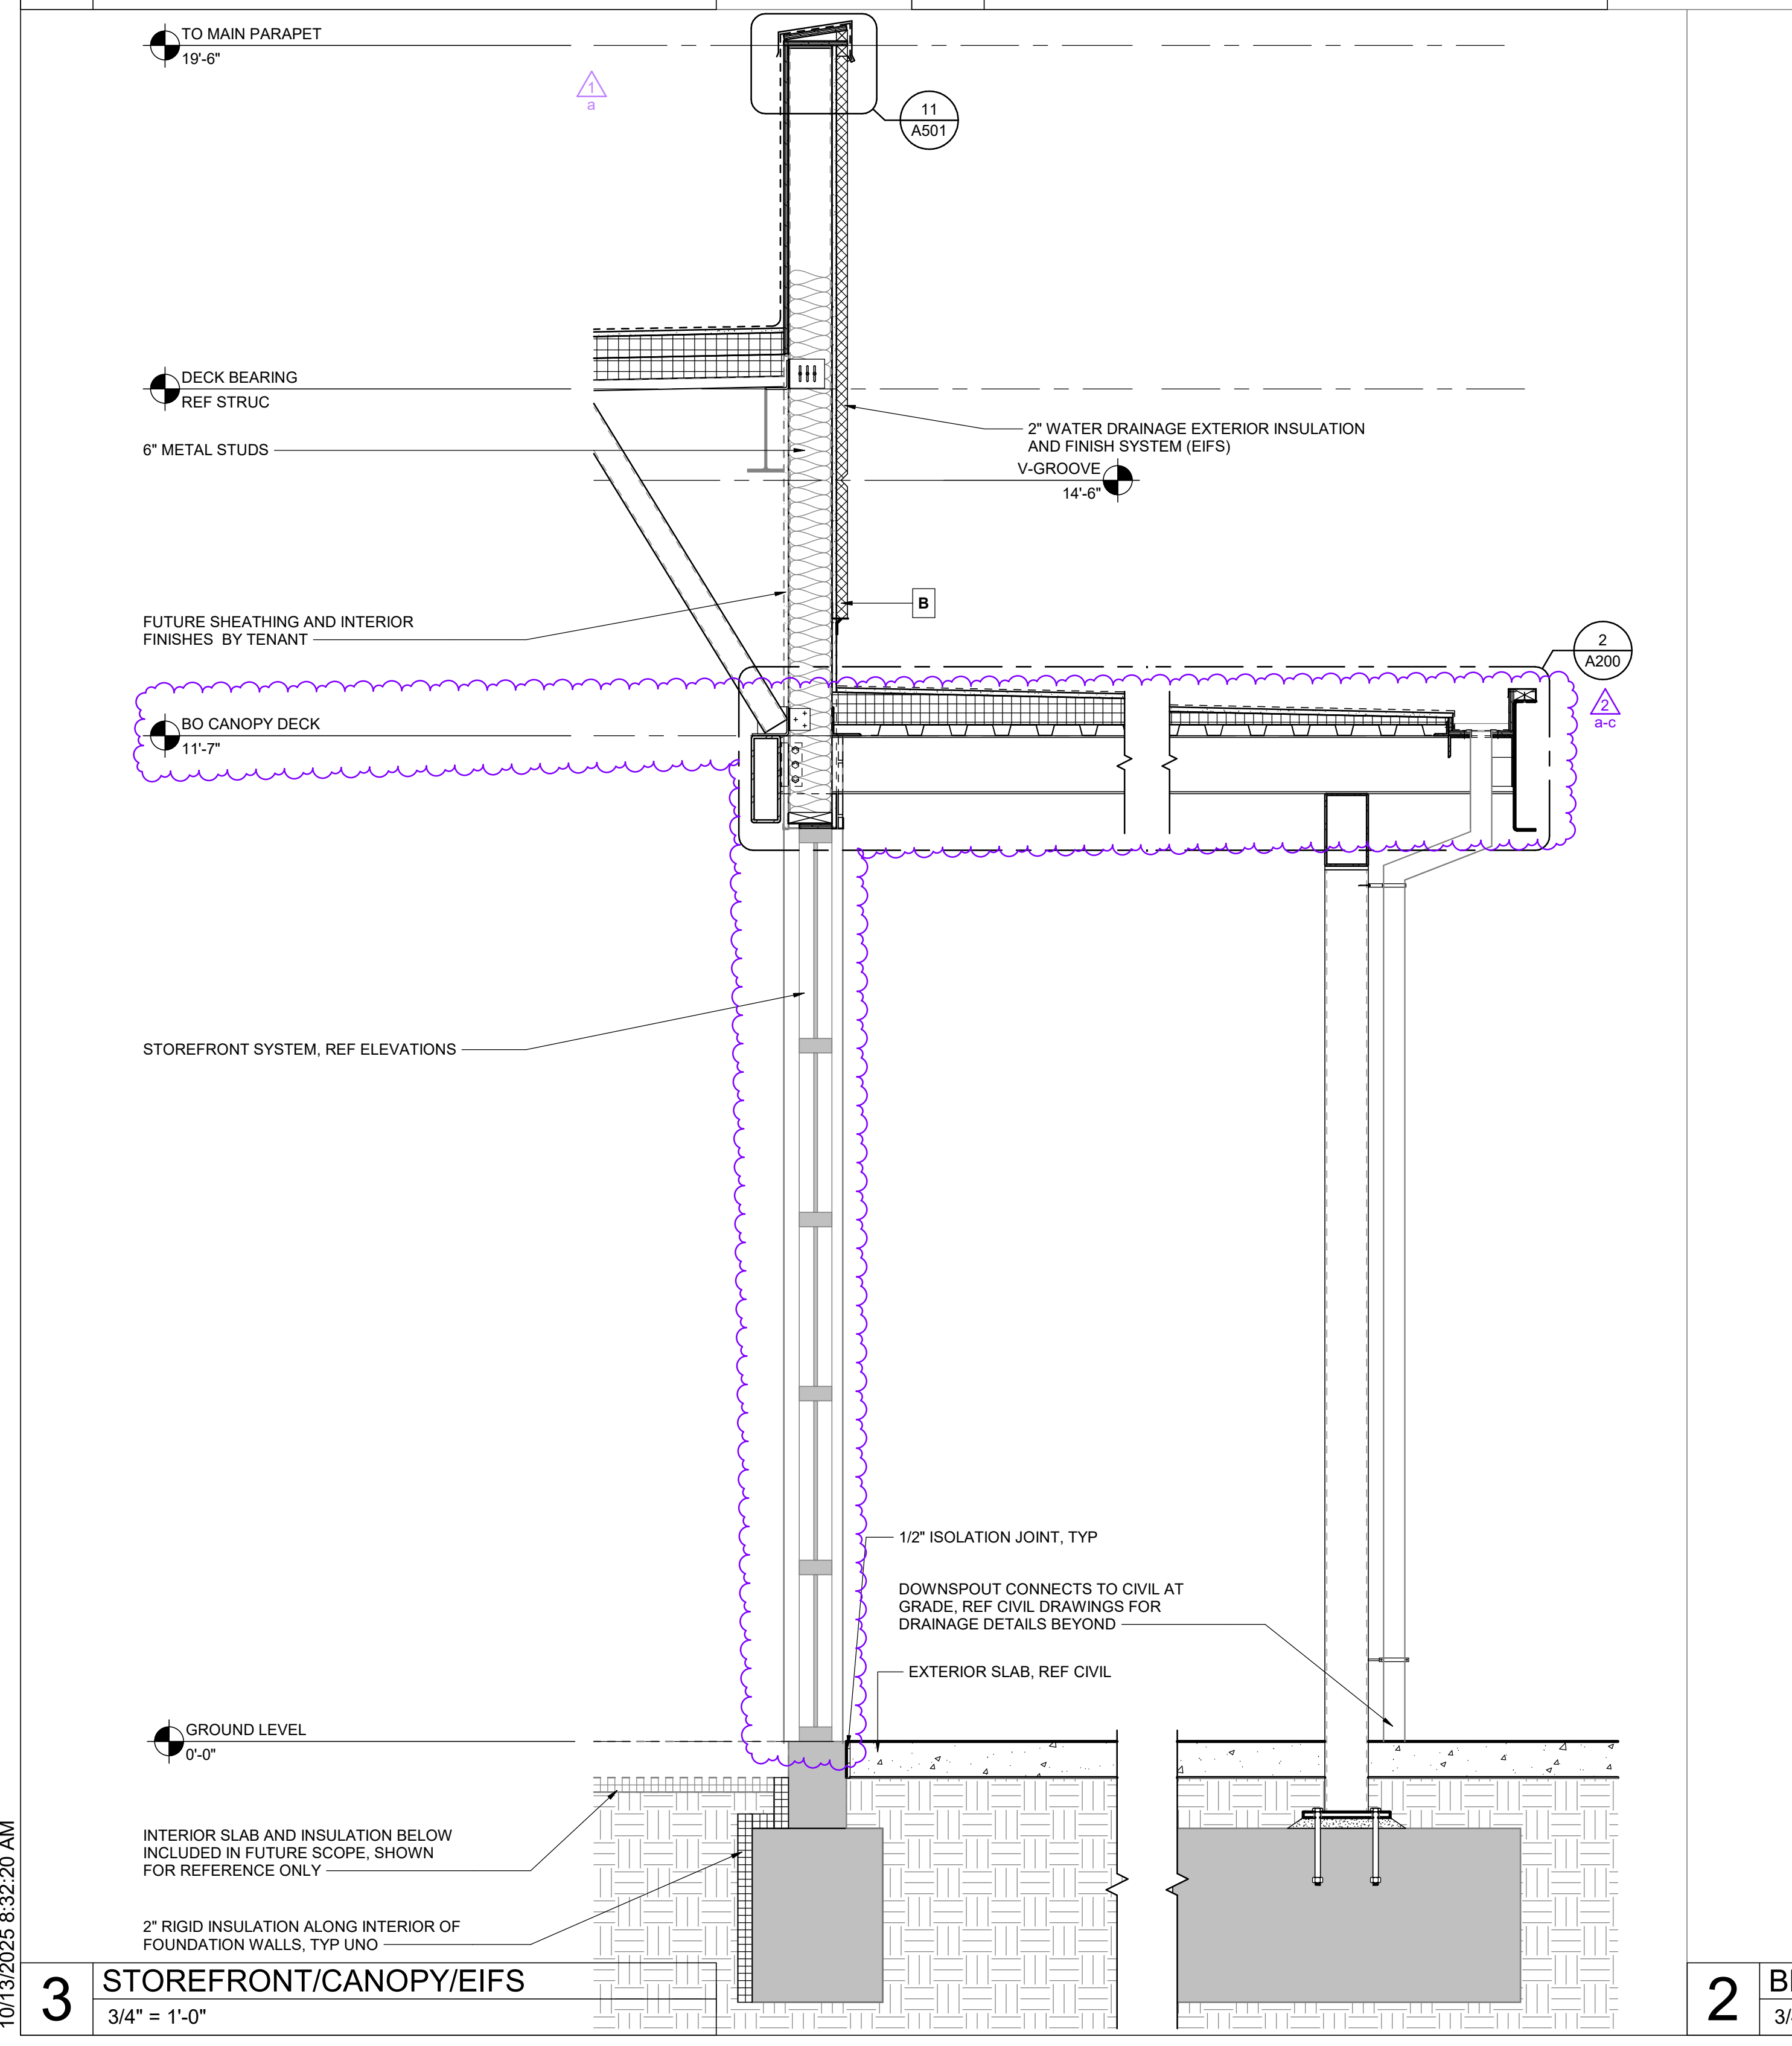 TO MAIN PARAPET
19'-6"
1
a
11
A501
DECK BEARING
REF STRUC
6" METAL STUDS
2" WATER DRAINAGE EXTERIOR INSULATION
AND FINISH SYSTEM (EIFS)
V-GROOVE
14'-6"
B
FUTURE SHEATHING AND INTERIOR
FINISHES BY TENANT
2
A200
2
a-c
BO CANOPY DECK
11'-7"
STOREFRONT SYSTEM, REF ELEVATIONS
1/2" ISOLATION JOINT, TYP
DOWNSPOUT CONNECTS TO CIVIL AT
GRADE, REF CIVIL DRAWINGS FOR
DRAINAGE DETAILS BEYOND
EXTERIOR SLAB, REF CIVIL
GROUND LEVEL
0'-0"
INTERIOR SLAB AND INSULATION BELOW
INCLUDED IN FUTURE SCOPE, SHOWN
FOR REFERENCE ONLY
2" RIGID INSULATION ALONG INTERIOR OF
FOUNDATION WALLS, TYP UNO
10/13/2025 8:32:20 AM
3
STOREFRONT/CANOPY/EIFS
3/4" = 1'-0"
2